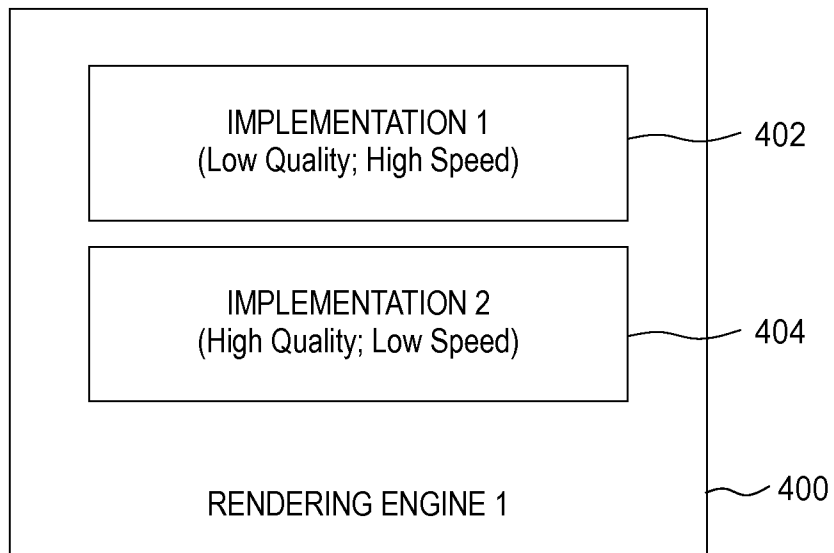 IMPLEMENTATION 1
(Low Quality; High Speed)
402
IMPLEMENTATION 2
(High Quality; Low Speed)
404
RENDERING ENGINE 1
400